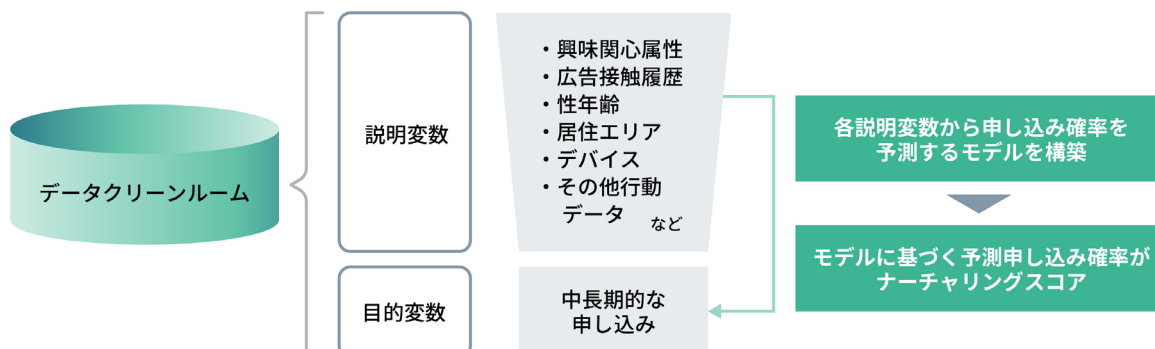 データクリーンルーム
説明変数
・興味関心属性
・広告接触履歴
・性年齢
・居住エリア
・デバイス
・その他行動
データ など
目的変数
中長期的な
申し込み
各説明変数から申し込み確率を
予測するモデルを構築
モデルに基づく予測申し込み確率が
ナーチャリングスコア